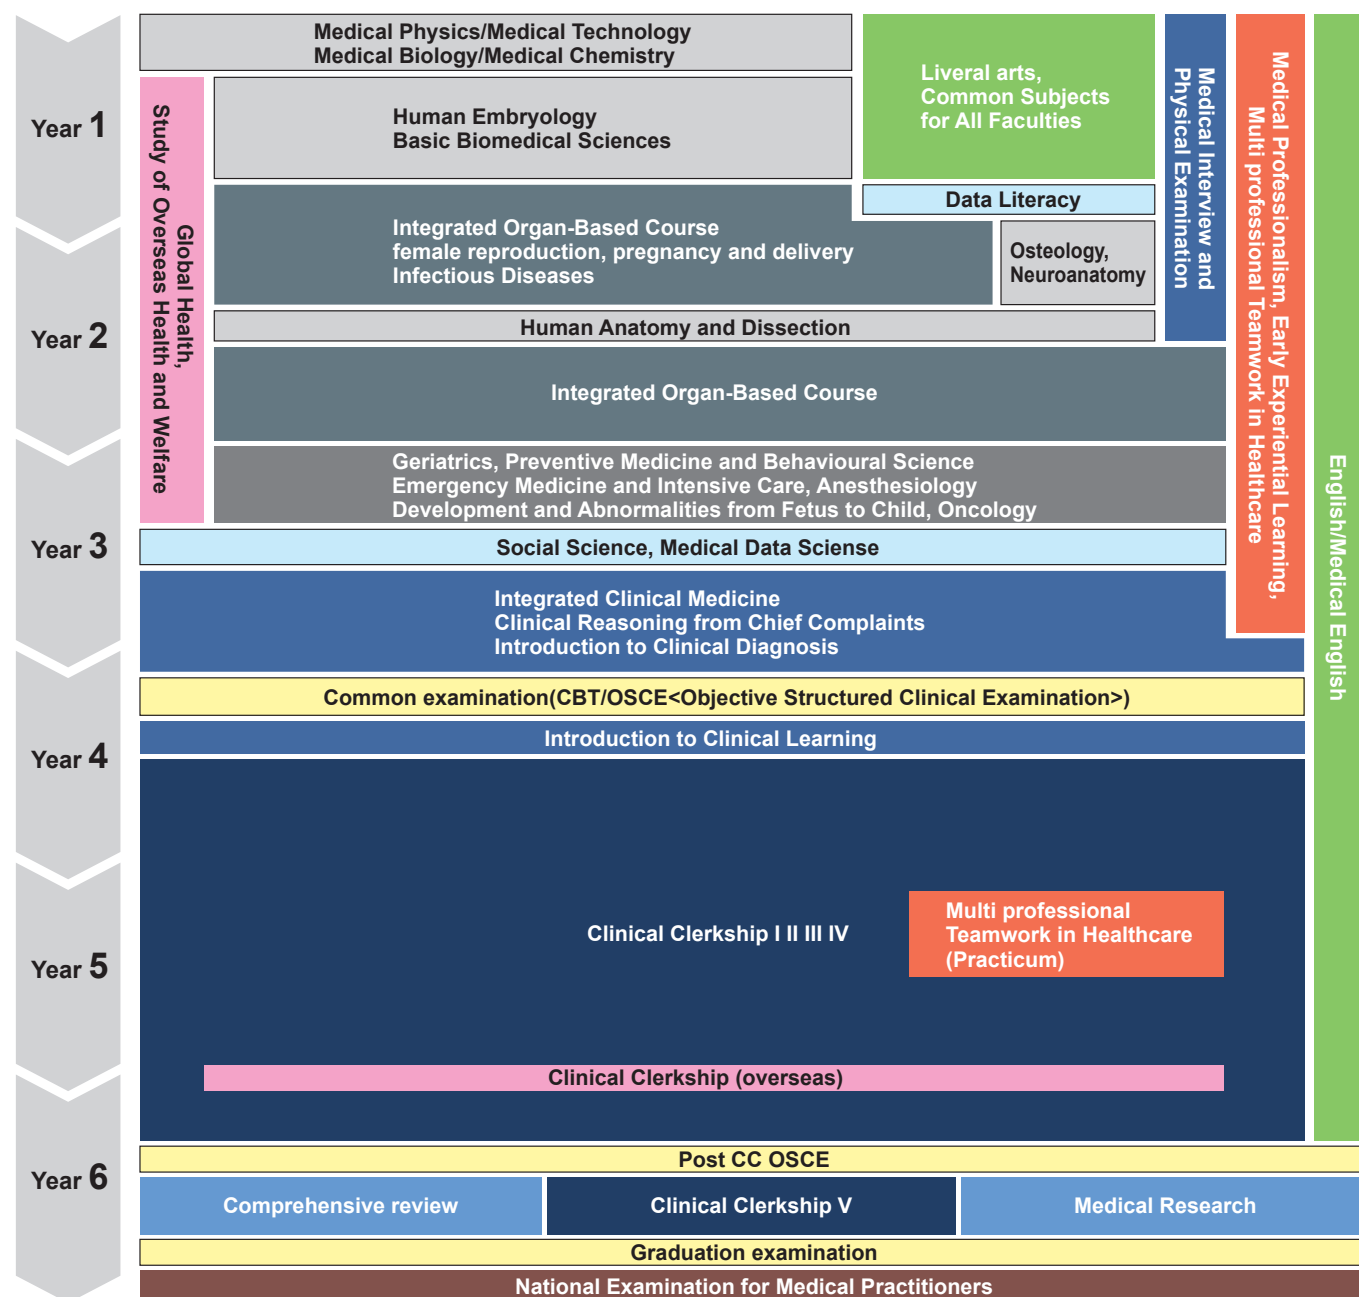 Medical Physics/Medical Technology
Medical Biology/Medical Chemistry
Liveral arts,
Common Subjects
for All Faculties
Medical Interview and
Physical Examination
Medical Professionalism, Early Experiential Learning,
Multi professional Teamwork in Healthcare
English/Medical English
Year 1
Global Health,
Study of Overseas Health and Welfare
Human Embryology
Basic Biomedical Sciences
Data Literacy
Integrated Organ-Based Course
female reproduction, pregnancy and delivery
Infectious Diseases
Osteology,
Neuroanatomy
Year 2
Human Anatomy and Dissection
Integrated Organ-Based Course
Geriatrics, Preventive Medicine and Behavioural Science
Emergency Medicine and Intensive Care, Anesthesiology
Development and Abnormalities from Fetus to Child, Oncology
Year 3
Social Science, Medical Data Sciense
Integrated Clinical Medicine
Clinical Reasoning from Chief Complaints
Introduction to Clinical Diagnosis
Common examination(CBT/OSCE<Objective Structured Clinical Examination>)
Year 4
Introduction to Clinical Learning
Year 5
Clinical Clerkship I II III IV
Multi professional
Teamwork in Healthcare
(Practicum)
Clinical Clerkship (overseas)
Year 6
Post CC OSCE
Comprehensive review
Clinical Clerkship V
Medical Research
Graduation examination
National Examination for Medical Practitioners